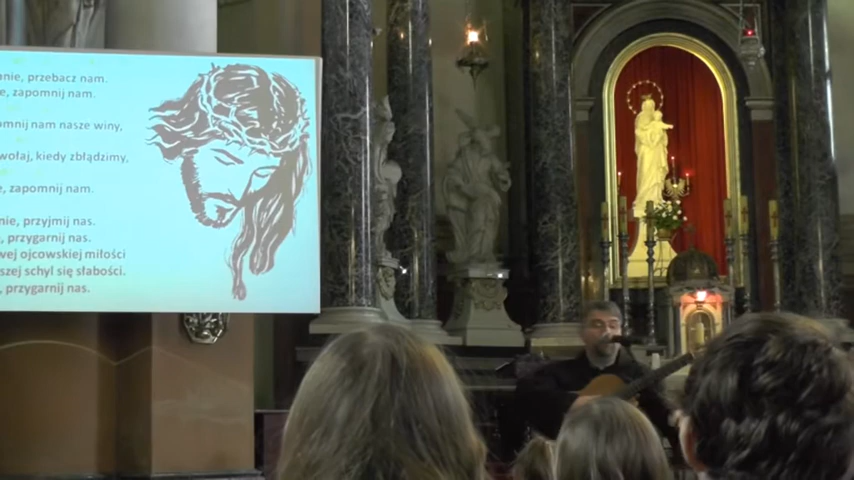 nie, przebacz nam.
e, zapomnij nam.
omnij nam nasze winy,
wołaj, kiedy zbłądzimy,
e, zapomnij nam.
nie, przyjmij nas.
, przygarnij nas.
wej ojcowskiej miłości
szej schyl się słabości.
, przygarnij nas.